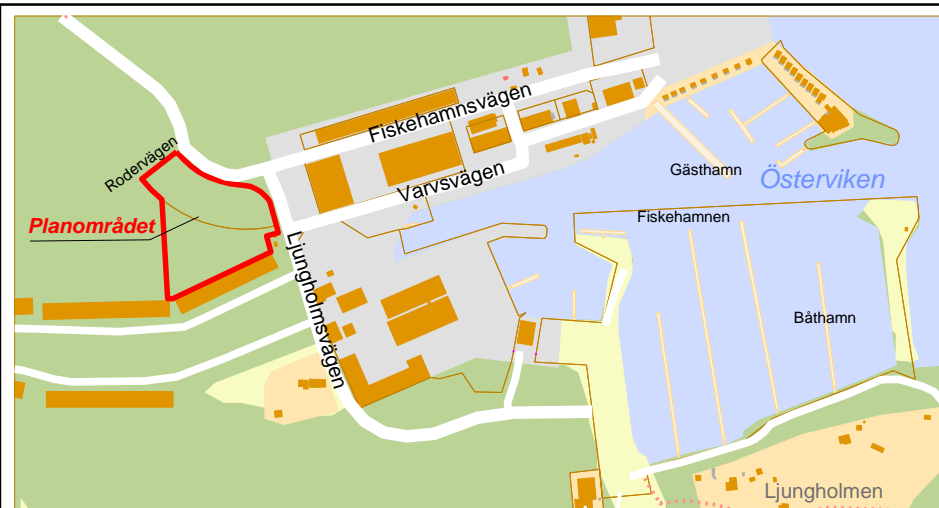 Fiskehamnsvägen
Rodervägen
Varvsvägen
Gästhamn
Österviken
Planområdet
Fiskehamnen
Ljungholmsvägen
Båthamn
Ljungholmen